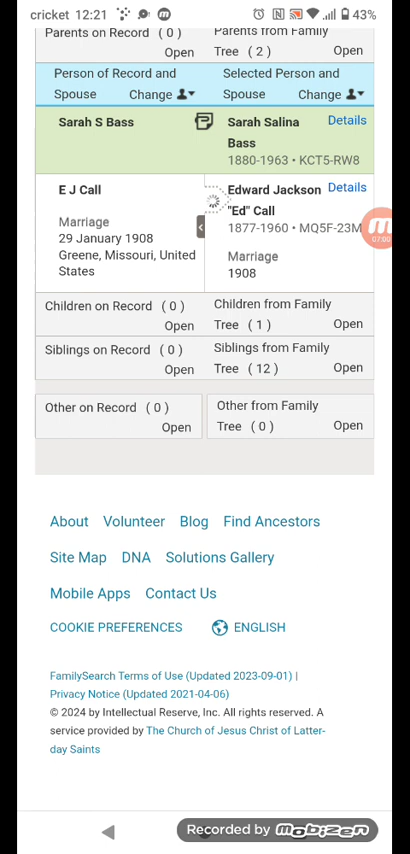 cricket 12:21 43%
Parents on Record ( 0 ) Parents from Family
Open Tree ( 2 ) Open
Person of Record and Selected Person and
Spouse Change Spouse Change
Sarah S Bass Sarah Salina Details
Bass
1880-1963 • KCT5-RW8
E J Call Edward Jackson Details
"Ed" Call
Marriage 1877-1960 • MQ5F-23M
29 January 1908 Marriage
Greene, Missouri, United 1908
States
07:00
Children on Record ( 0 ) Children from Family
Open Tree ( 1 ) Open
Siblings on Record ( 0 ) Siblings from Family
Open Tree ( 12 ) Open
Other on Record ( 0 ) Other from Family
Open Tree ( 0 ) Open
About Volunteer Blog Find Ancestors
Site Map DNA Solutions Gallery
Mobile Apps Contact Us
COOKIE PREFERENCES ENGLISH
FamilySearch Terms of Use (Updated 2023-09-01) |
Privacy Notice (Updated 2021-04-06)
© 2024 by Intellectual Reserve, Inc. All rights reserved. A
service provided by The Church of Jesus Christ of Latter-
day Saints
Recorded by mobizen